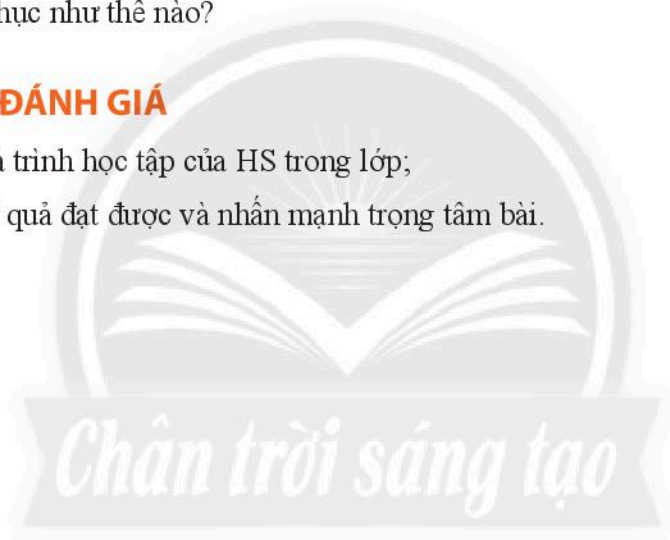 hục như thế nào?
ĐÁNH GIÁ
trình học tập của HS trong lớp;
quả đạt được và nhấn mạnh trọng tâm bài.
Chân trời sáng tạo